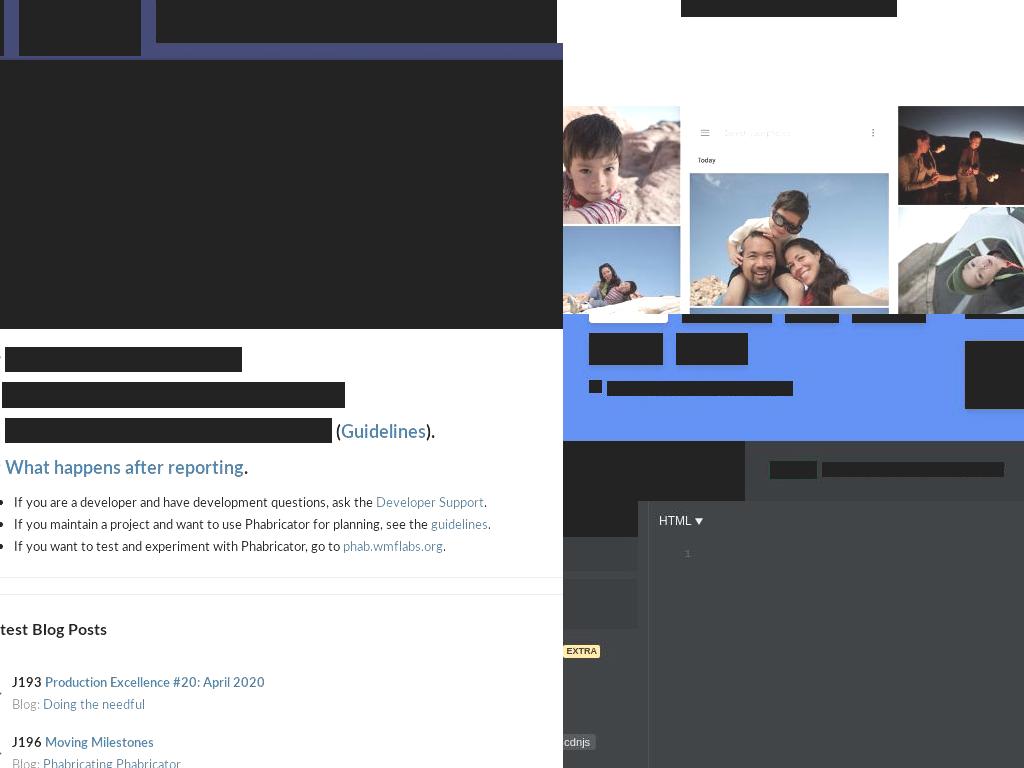 (Guidelines).
What happens after reporting.
If you are a developer and have development questions, ask the Developer Support.
If you maintain a project and want to use Phabricator for planning, see the guidelines.
If you want to test and experiment with Phabricator, go to phab.wmflabs.org.
test Blog Posts
J193 Production Excellence #20: April 2020
Blog: Doing the needful
J196 Moving Milestones
Blog: Phabricating Phabricator
Today
HTML ▼
1
EXTRA
cdnjs